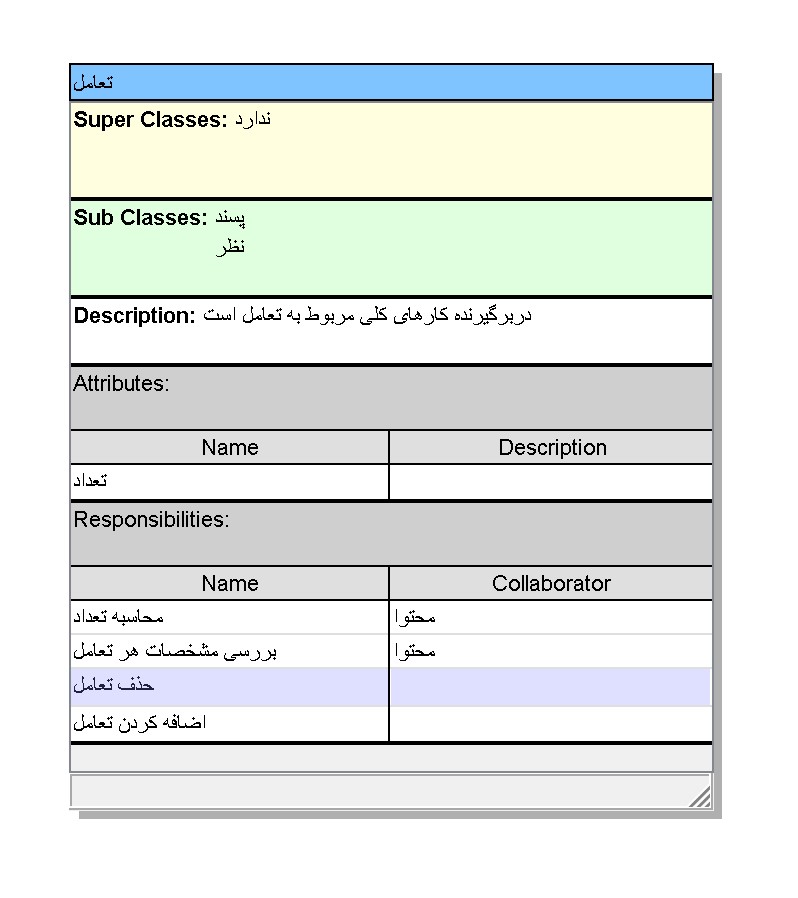 تعامل
Super Classes: ندارد
Sub Classes: پسند
نظر
Description: دربرگیرنده کارهای کلی مربوط به تعامل است
Attributes:
Name Description
تعداد
Responsibilities:
Name Collaborator
محاسبه تعداد محتوا
بررسی مشخصات هر تعامل محتوا
حذف تعامل
اضافه کردن تعامل